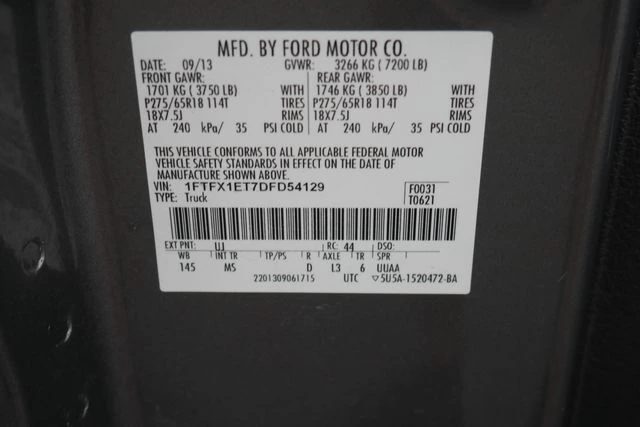 MFD. BY FORD MOTOR CO.
DATE: 09/13 GVWR: 3266 KG ( 7200 LB)
FRONT GAWR: REAR GAWR:
1701 KG ( 3750 LB) WITH 1746 KG ( 3850 LB) WITH
P275/65R18 114T TIRES P275/65R18 114T TIRES
18X7.5J RIMS 18X7.5J RIMS
AT 240 kPa/ 35 PSI COLD AT 240 kPa/ 35 PSI COLD
THIS VEHICLE CONFORMS TO ALL APPLICABLE FEDERAL MOTOR
VEHICLE SAFETY STANDARDS IN EFFECT ON THE DATE OF
MANUFACTURE SHOWN ABOVE.
VIN: 1FTFX1ET7DFD54129 F0031
TYPE: Truck T0621
EXT PNT: UJ RC: 44 DSO:
WB INT TR TP/PS R AXLE TR SPR
145 MS D L3 6 UUAA
2201309061715 UTC ▽5U5A-1520472-BA